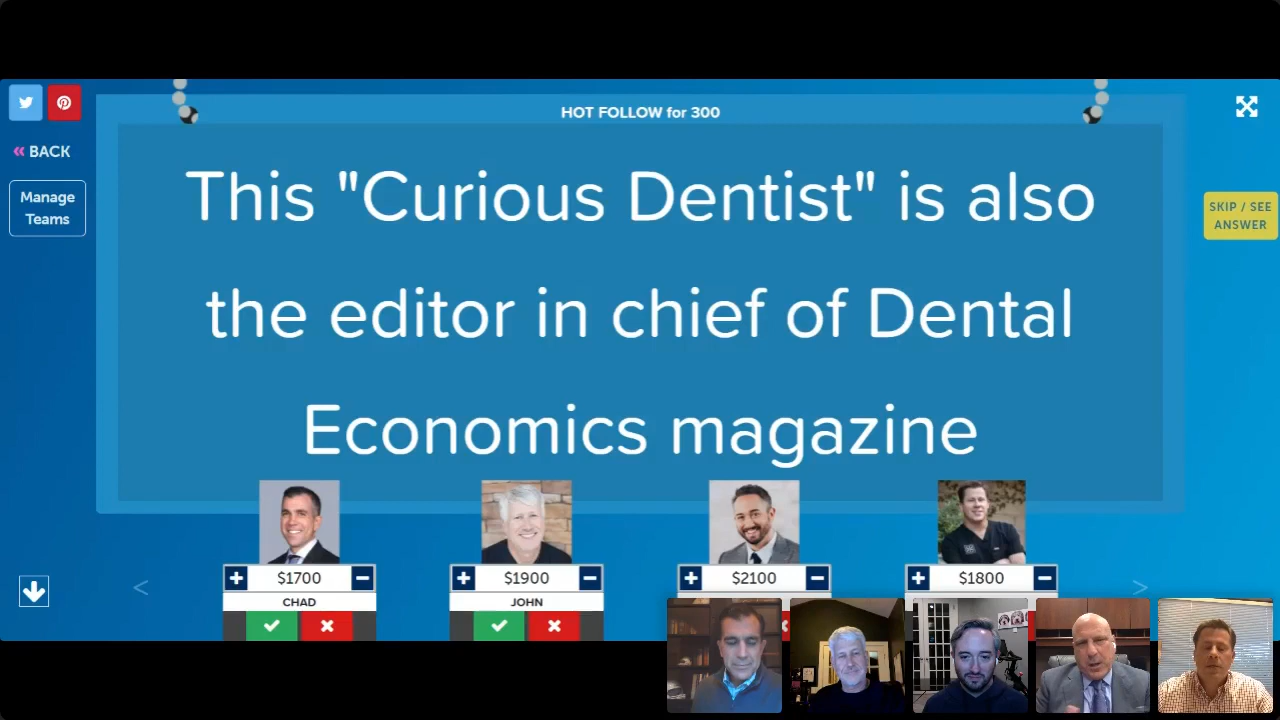 HOT FOLLOW for 300
« BACK
Manage
Teams
This "Curious Dentist" is also
the editor in chief of Dental
Economics magazine
SKIP / SEE
ANSWER
$1700
$1900
$2100
$1800
CHAD
JOHN